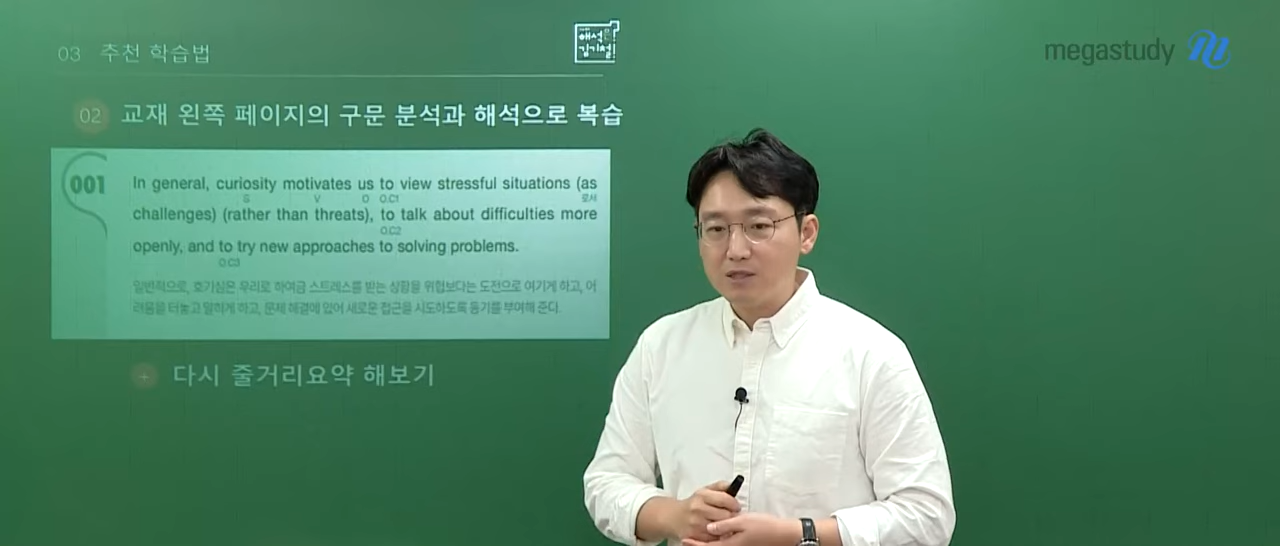 03 추천 학습법
해석은!
김기철!
megastudy
02 교재 왼쪽 페이지의 구문 분석과 해석으로 복습
001
In general, curiosity motivates us to view stressful situations (as
S V O O.C1 로서
challenges) (rather than threats), to talk about difficulties more
O.C2
openly, and to try new approaches to solving problems.
O.C3
일반적으로, 호기심은 우리로 하여금 스트레스를 받는 상황을 위협보다는 도전으로 여기게 하고, 어
려움을 터놓고 말하게 하고, 문제 해결에 있어 새로운 접근을 시도하도록 동기를 부여해 준다.
+ 다시 줄거리요약 해보기